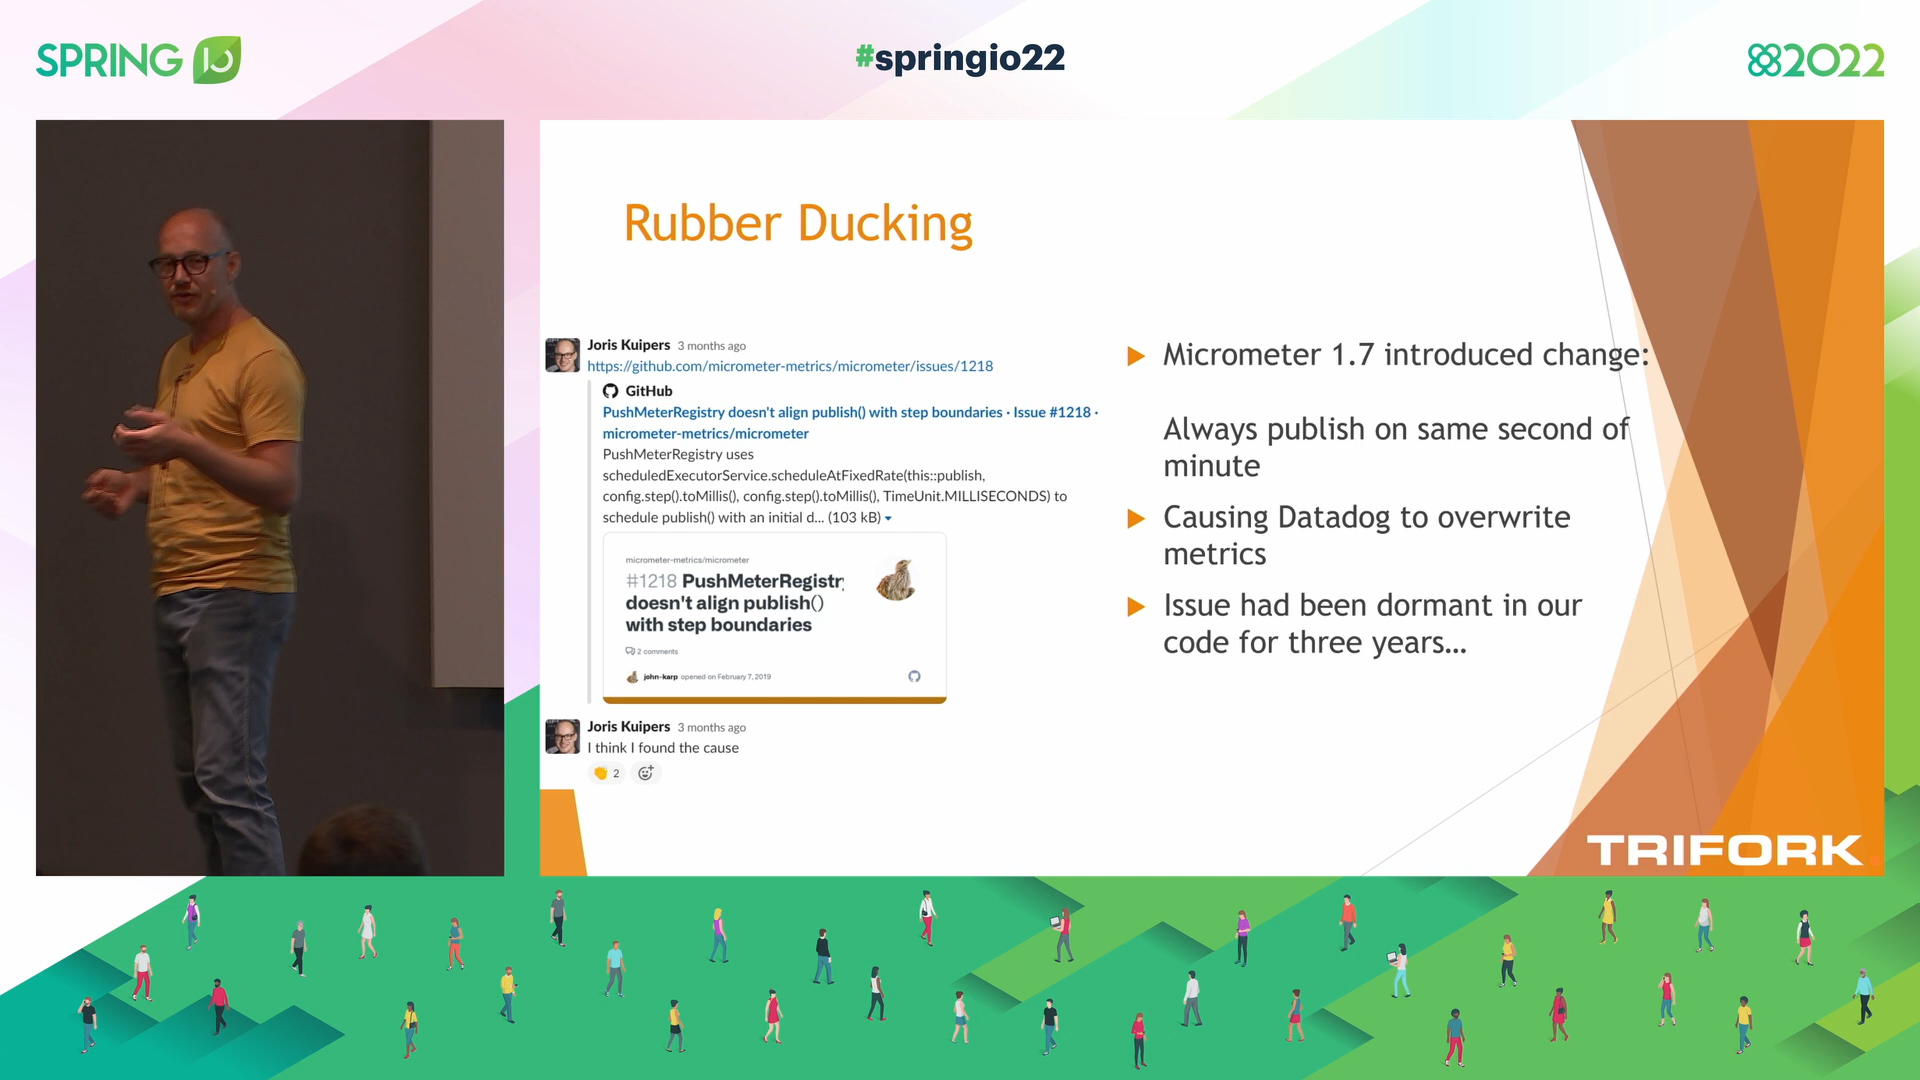 SPRING IO
#springio22
2022
Rubber Ducking
Joris Kuipers 3 months ago
https://github.com/micrometer-metrics/micrometer/issues/1218
GitHub
PushMeterRegistry doesn't align publish() with step boundaries · Issue #1218 ·
micrometer-metrics/micrometer
PushMeterRegistry uses
scheduledExecutorService.scheduleAtFixedRate(this::publish,
config.step().toMillis(), config.step().toMillis(), TimeUnit.MILLISECONDS) to
schedule publish() with an initial d... (103 kB)
micrometer-metrics/micrometer
#1218 PushMeterRegistry
doesn't align publish()
with step boundaries
2 comments
john-karp opened on February 7, 2019
Joris Kuipers 3 months ago
I think I found the cause
2
Micrometer 1.7 introduced change:
Always publish on same second of
minute
Causing Datadog to overwrite
metrics
Issue had been dormant in our
code for three years...
TRIFORK